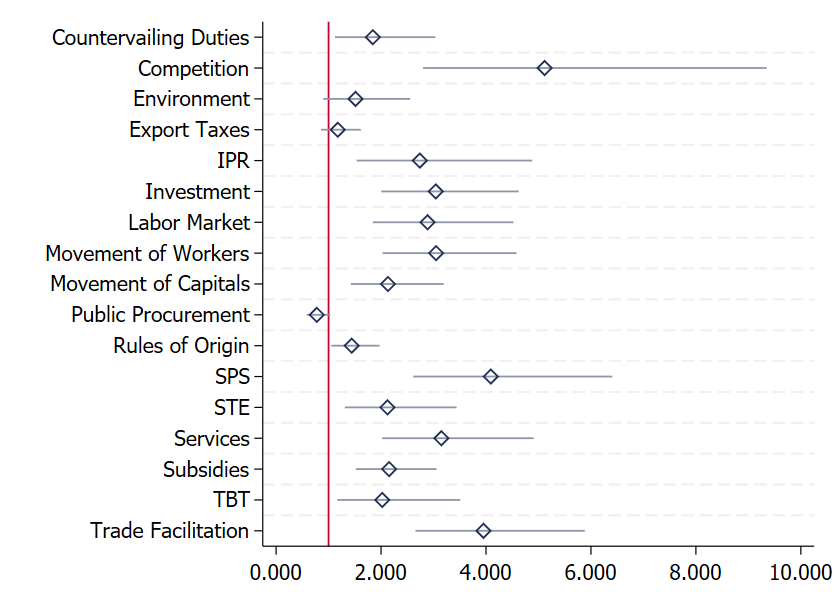 Countervailing Duties
Competition
Environment
Export Taxes
IPR
Investment
Labor Market
Movement of Workers
Movement of Capitals
Public Procurement
Rules of Origin
SPS
STE
Services
Subsidies
TBT
Trade Facilitation
0.000 2.000 4.000 6.000 8.000 10.000